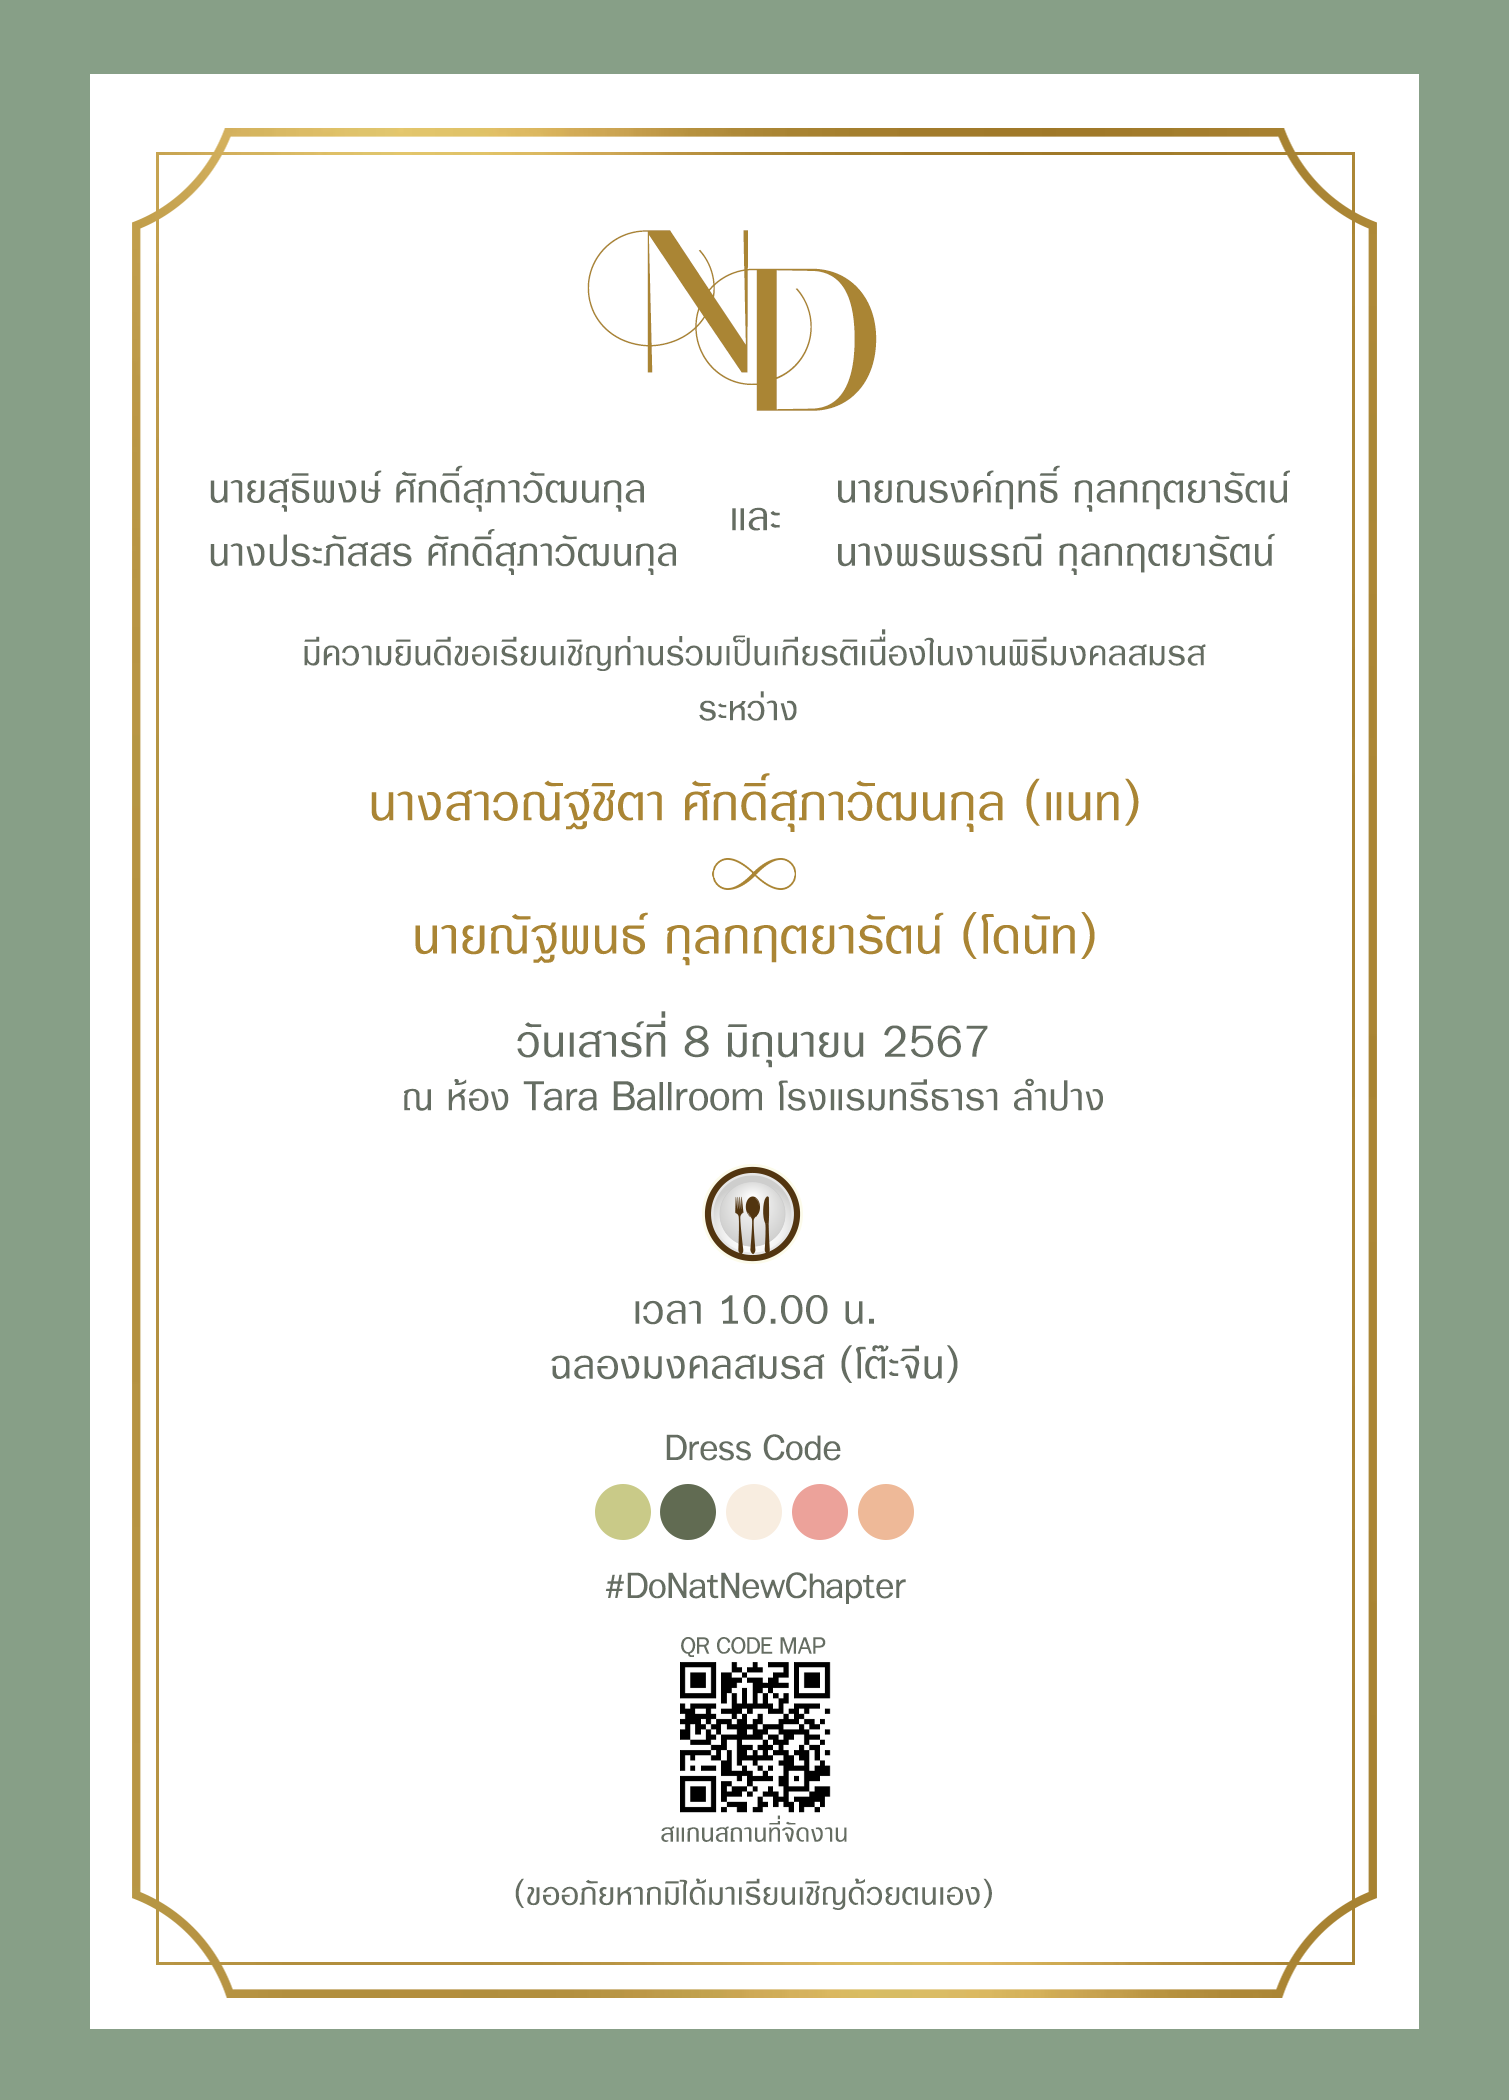 ND
นายสุธิพงษ์ ศักดิ์สุภาวัฒนกุล
นางประภัสสร ศักดิ์สุภาวัฒนกุล
และ
นายณรงค์ฤทธิ์ กุลกฤตยารัตน์
นางพรพรรณี กุลกฤตยารัตน์
มีความยินดีขอเรียนเชิญท่านร่วมเป็นเกียรติเนื่องในงานพิธีมงคลสมรส
ระหว่าง
นางสาวณัฐชิตา ศักดิ์สุภาวัฒนกุล (แนท)
นายณัฐพนธ์ กุลกฤตยารัตน์ (โดนัท)
วันเสาร์ที่ 8 มิถุนายน 2567
ณ ห้อง Tara Ballroom โรงแรมทรีธารา ลำปาง
เวลา 10.00 น.
ฉลองมงคลสมรส (โต๊ะจีน)
Dress Code
#DoNatNewChapter
QR CODE MAP
สแกนสถานที่จัดงาน
(ขออภัยหากมิได้มาเรียนเชิญด้วยตนเอง)